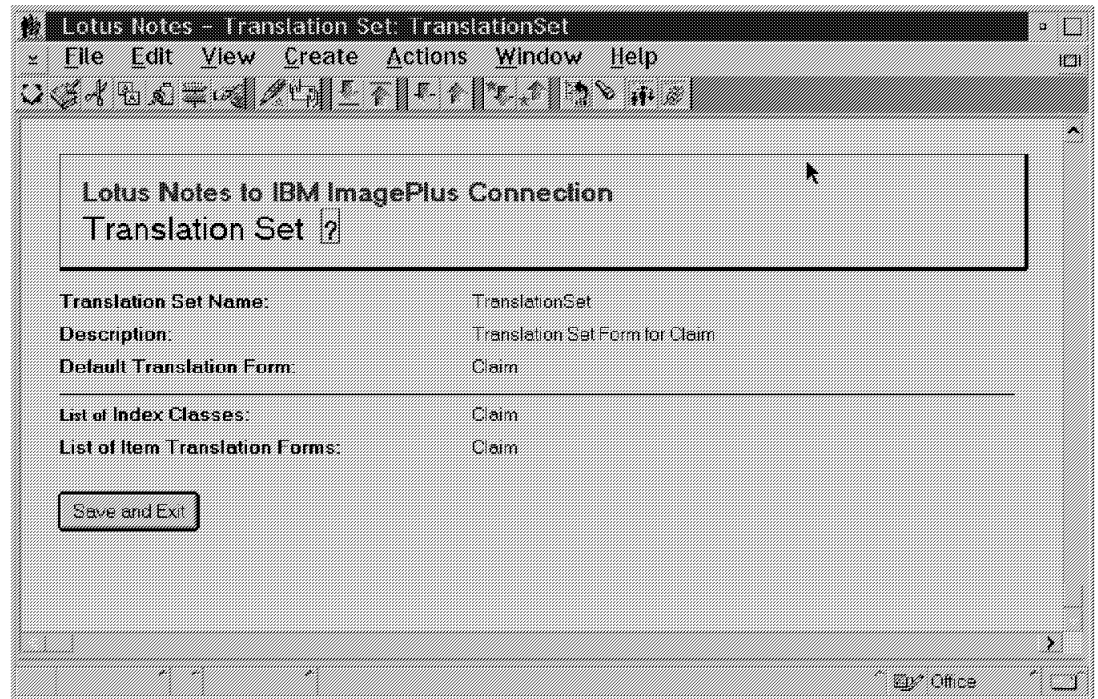 Lotus Notes - Translation Set: TranslationSet
File Edit View Create Actions Window Help
Lotus Notes to IBM ImagePlus Connection
Translation Set ?
Translation Set Name: TranslationSet
Description: Translation Set Form for Claim
Default Translation Form: Claim
List of Index Classes: Claim
List of Item Translation Forms: Claim
Save and Exit
Office